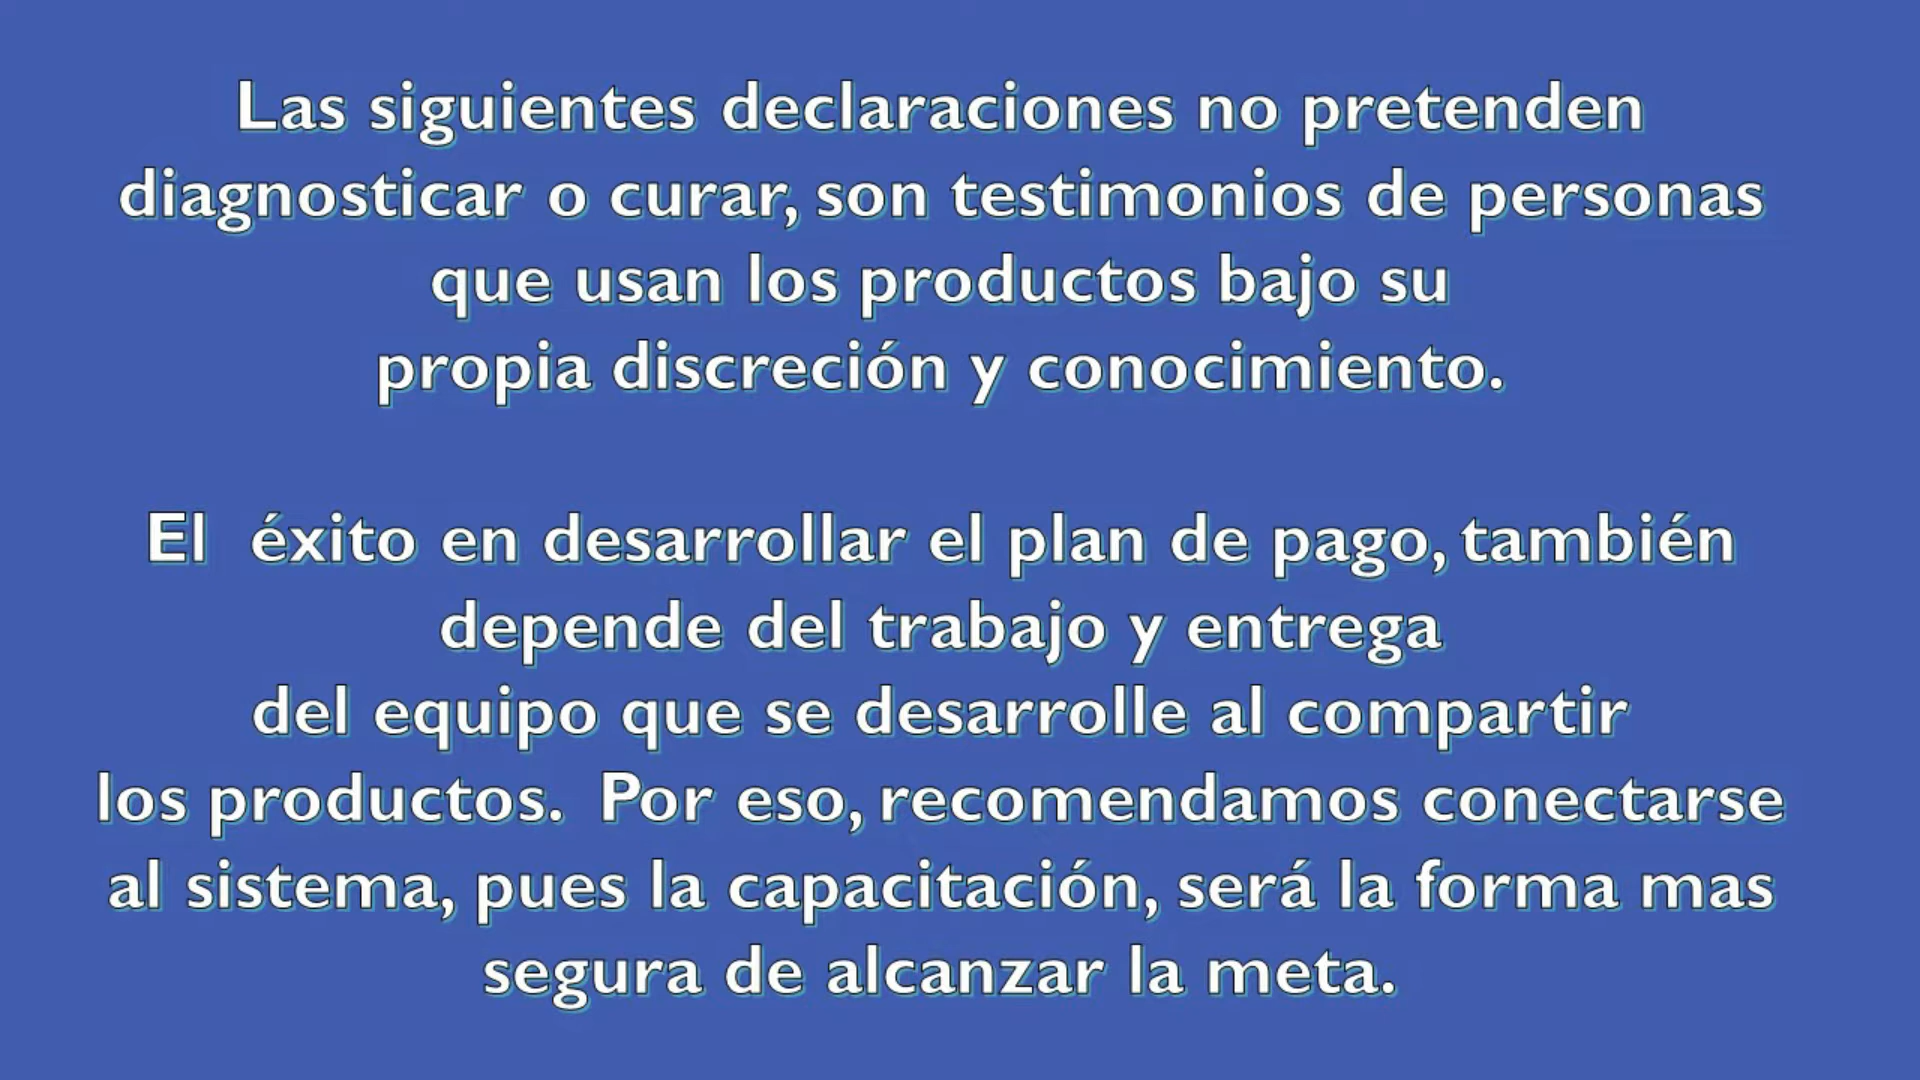 Las siguientes declaraciones no pretenden
diagnosticar o curar, son testimonios de personas
que usan los productos bajo su
propia discreción y conocimiento.
El éxito en desarrollar el plan de pago, también
depende del trabajo y entrega
del equipo que se desarrolle al compartir
los productos. Por eso, recomendamos conectarse
al sistema, pues la capacitación, será la forma mas
segura de alcanzar la meta.